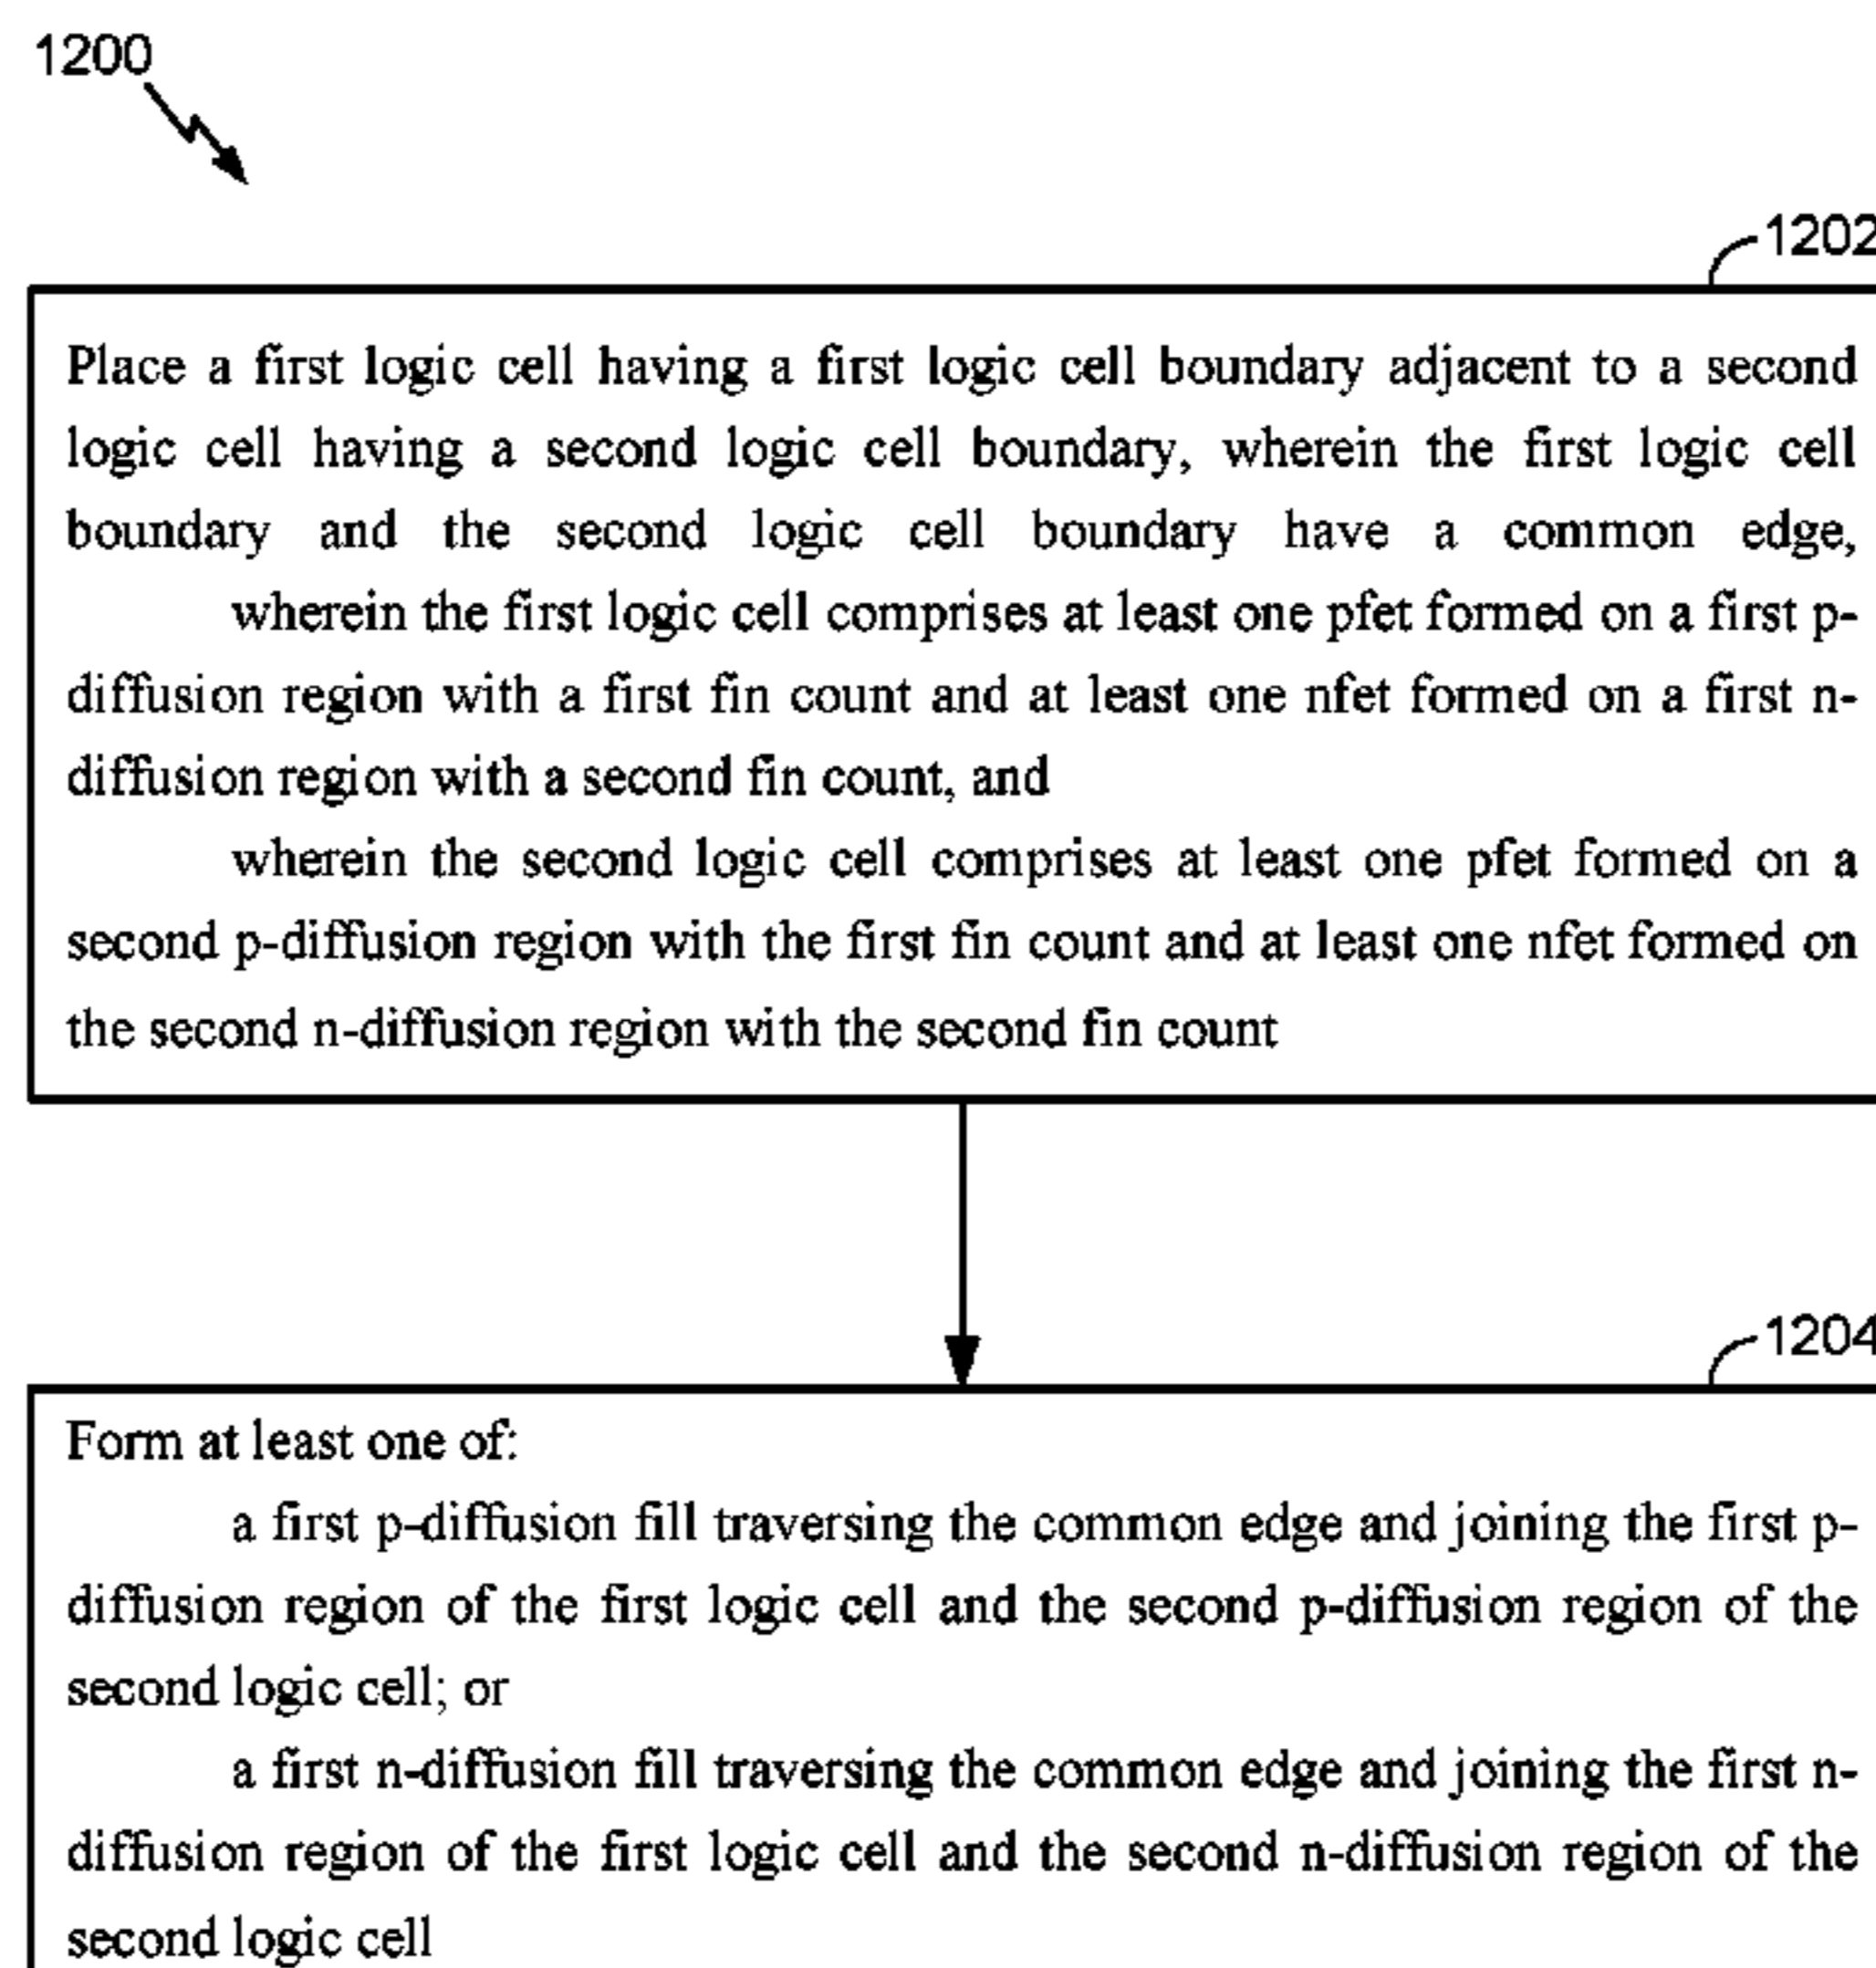 1200
1202
Place a first logic cell having a first logic cell boundary adjacent to a second
logic cell having a second logic cell boundary, wherein the first logic cell
boundary and the second logic cell boundary have a common edge,
wherein the first logic cell comprises at least one pfet formed on a first p-
diffusion region with a first fin count and at least one nfet formed on a first n-
diffusion region with a second fin count, and
wherein the second logic cell comprises at least one pfet formed on a
second p-diffusion region with the first fin count and at least one nfet formed on
the second n-diffusion region with the second fin count
1204
Form at least one of:
a first p-diffusion fill traversing the common edge and joining the first p-
diffusion region of the first logic cell and the second p-diffusion region of the
second logic cell; or
a first n-diffusion fill traversing the common edge and joining the first n-
diffusion region of the first logic cell and the second n-diffusion region of the
second logic cell